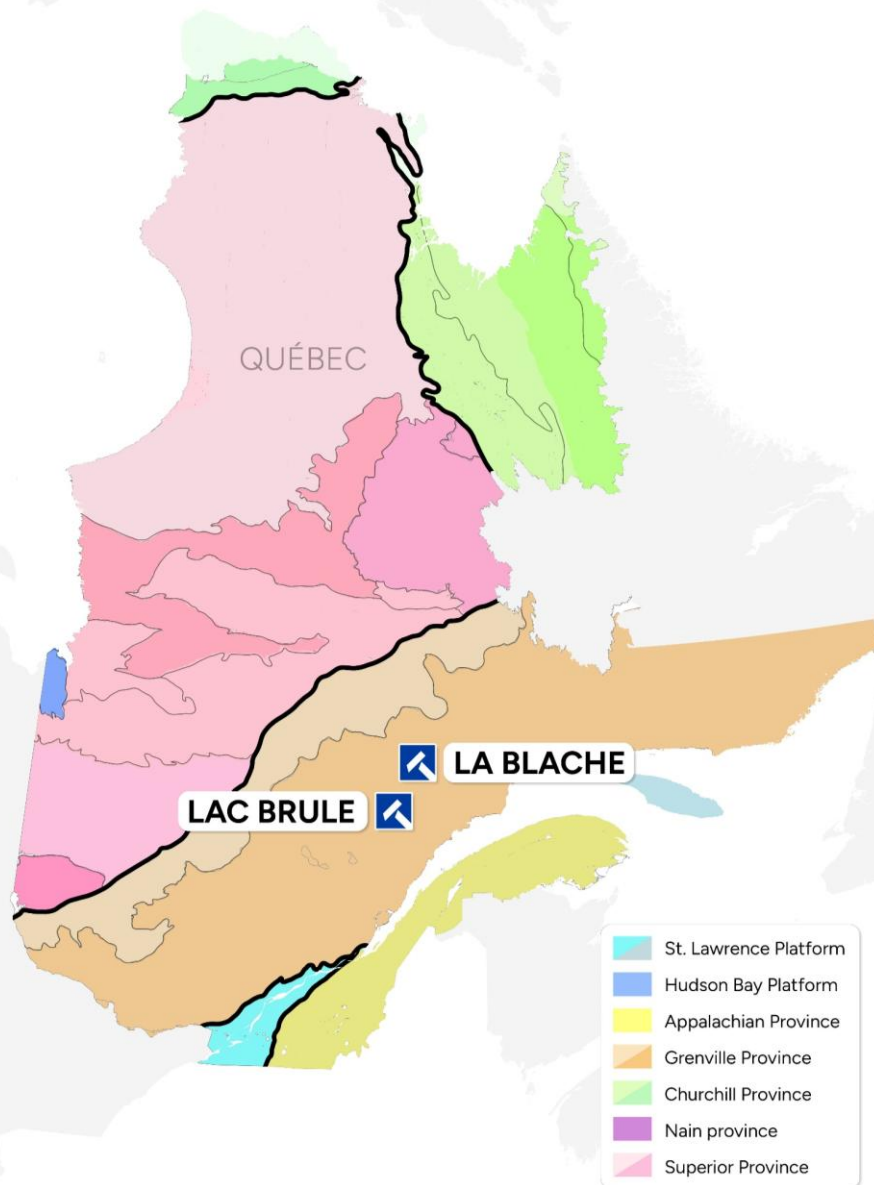 QUÉBEC
LA BLACHE
LAC BRULE
St. Lawrence Platform
Hudson Bay Platform
Appalachian Province
Grenville Province
Churchill Province
Nain province
Superior Province